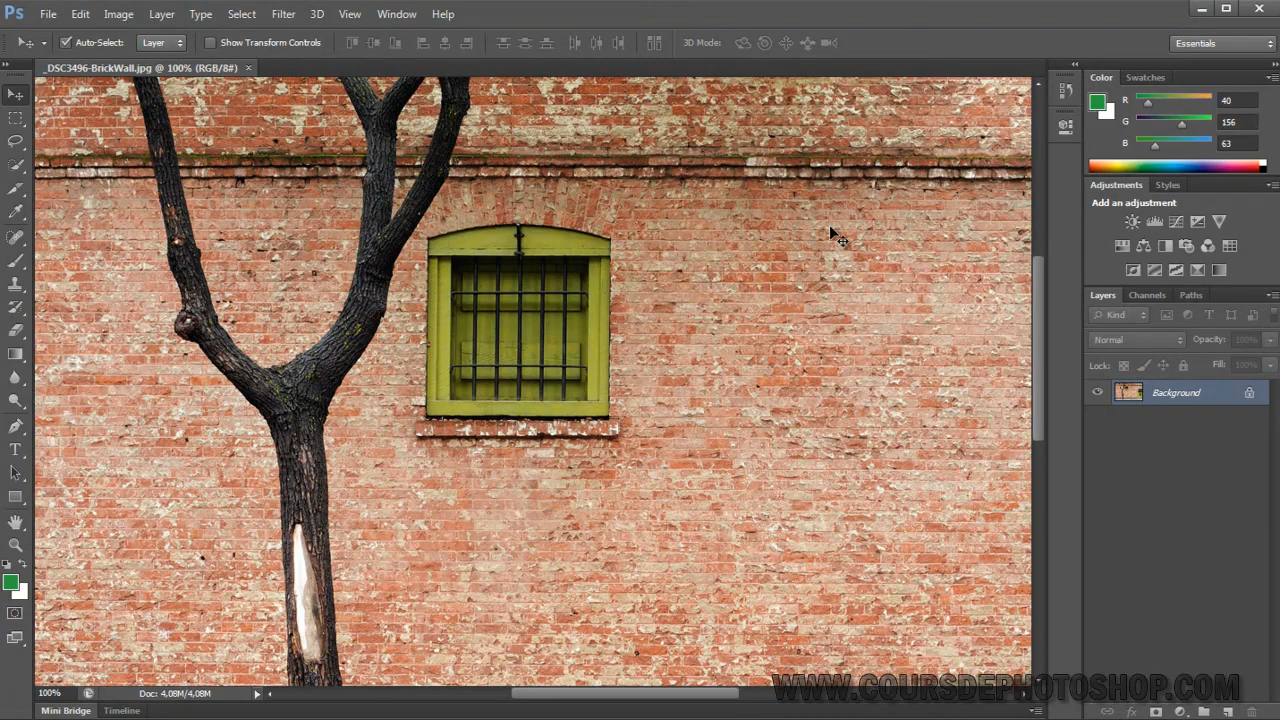 Ps File Edit Image Layer Type Select Filter 3D View Window Help
Auto-Select: Layer Show Transform Controls 3D Mode: Essentials
_DSC3496-BrickWall.jpg @ 100% (RGB/8#) ×
Color Swatches
R 40
G 156
B 63
Adjustments Styles
Add an adjustment
Layers Channels Paths
Kind
Normal Opacity: 100%
Lock: Fill: 100%
Background
100% Doc: 4,08M/4,08M
WWW.COURSDEPHOTOSHOP.COM
Mini Bridge Timeline